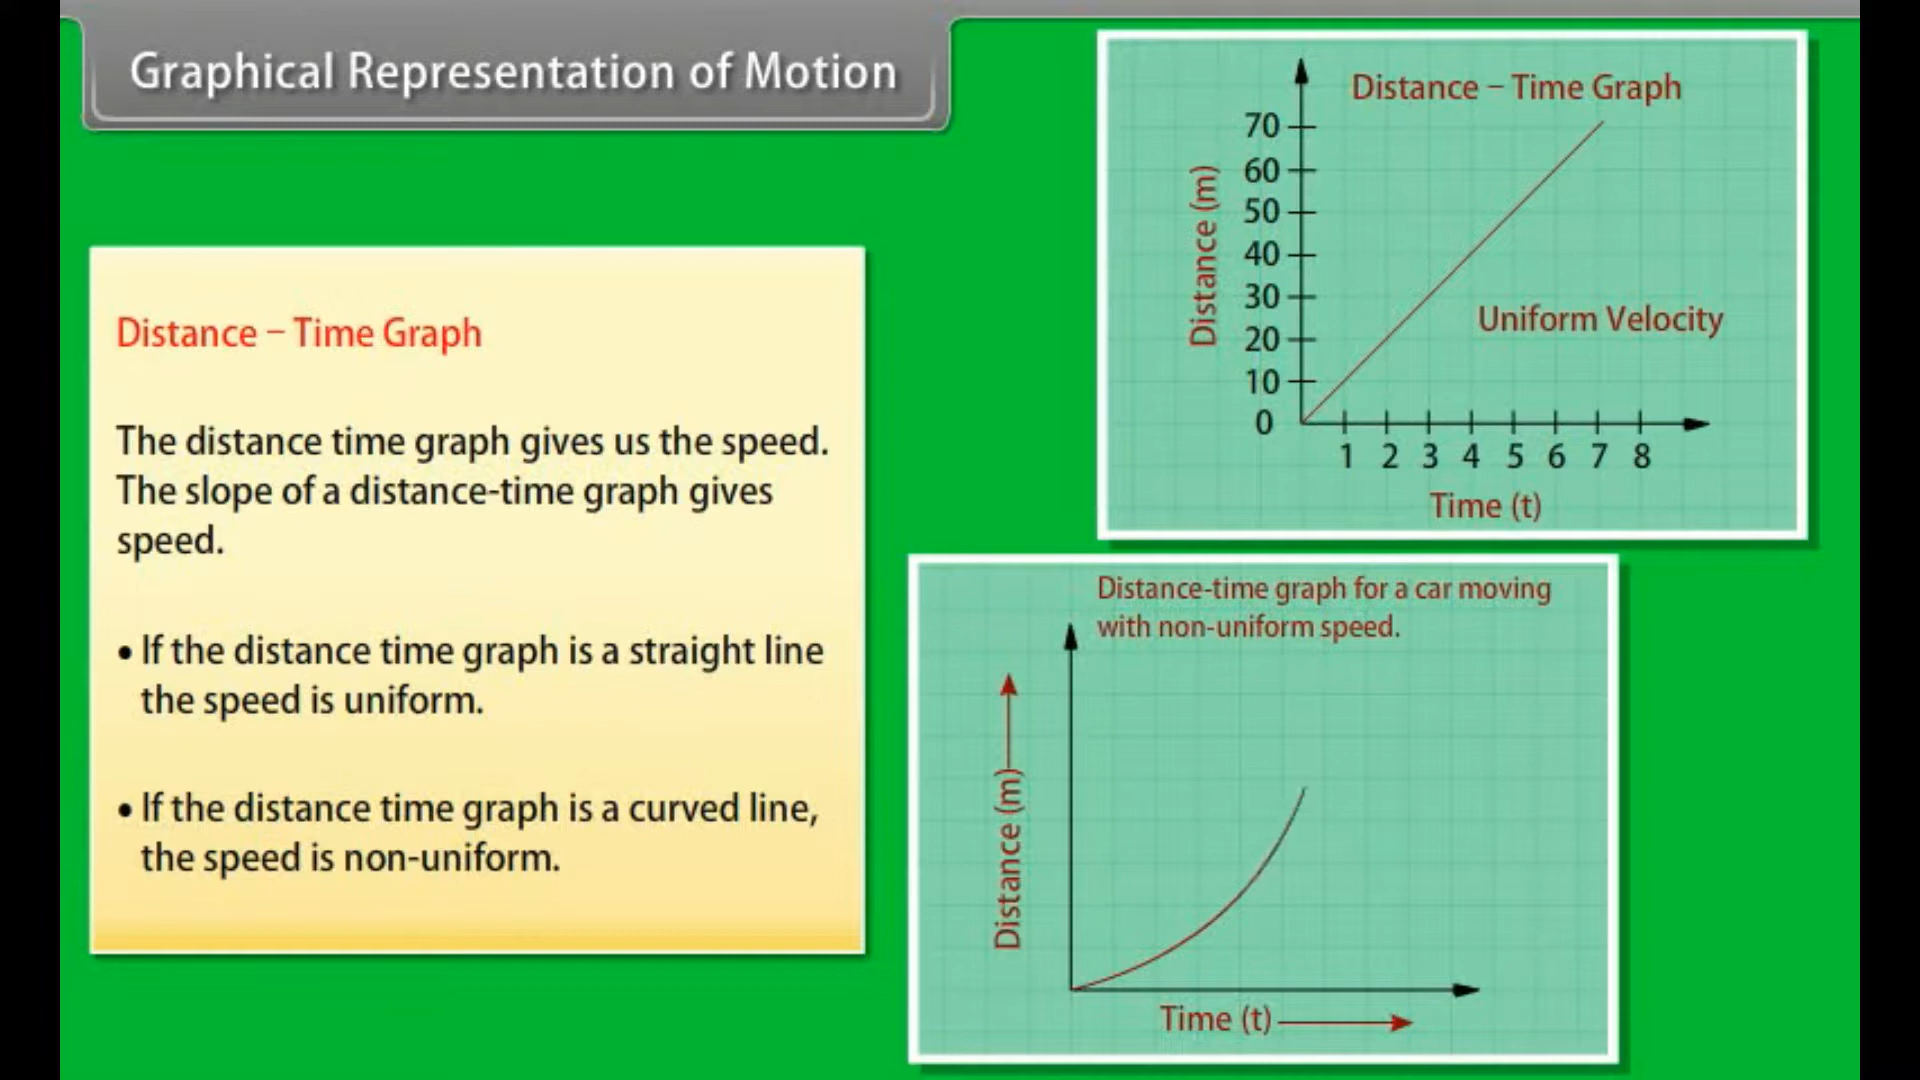 Graphical Representation of Motion
Distance – Time Graph
The distance time graph gives us the speed.
The slope of a distance-time graph gives
speed.
• If the distance time graph is a straight line
the speed is uniform.
• If the distance time graph is a curved line,
the speed is non-uniform.
Distance – Time Graph
Distance (m)
70
60
50
40
30
20
10
0
Uniform Velocity
1 2 3 4 5 6 7 8
Time (t)
Distance-time graph for a car moving
with non-uniform speed.
Distance (m)
Time (t)